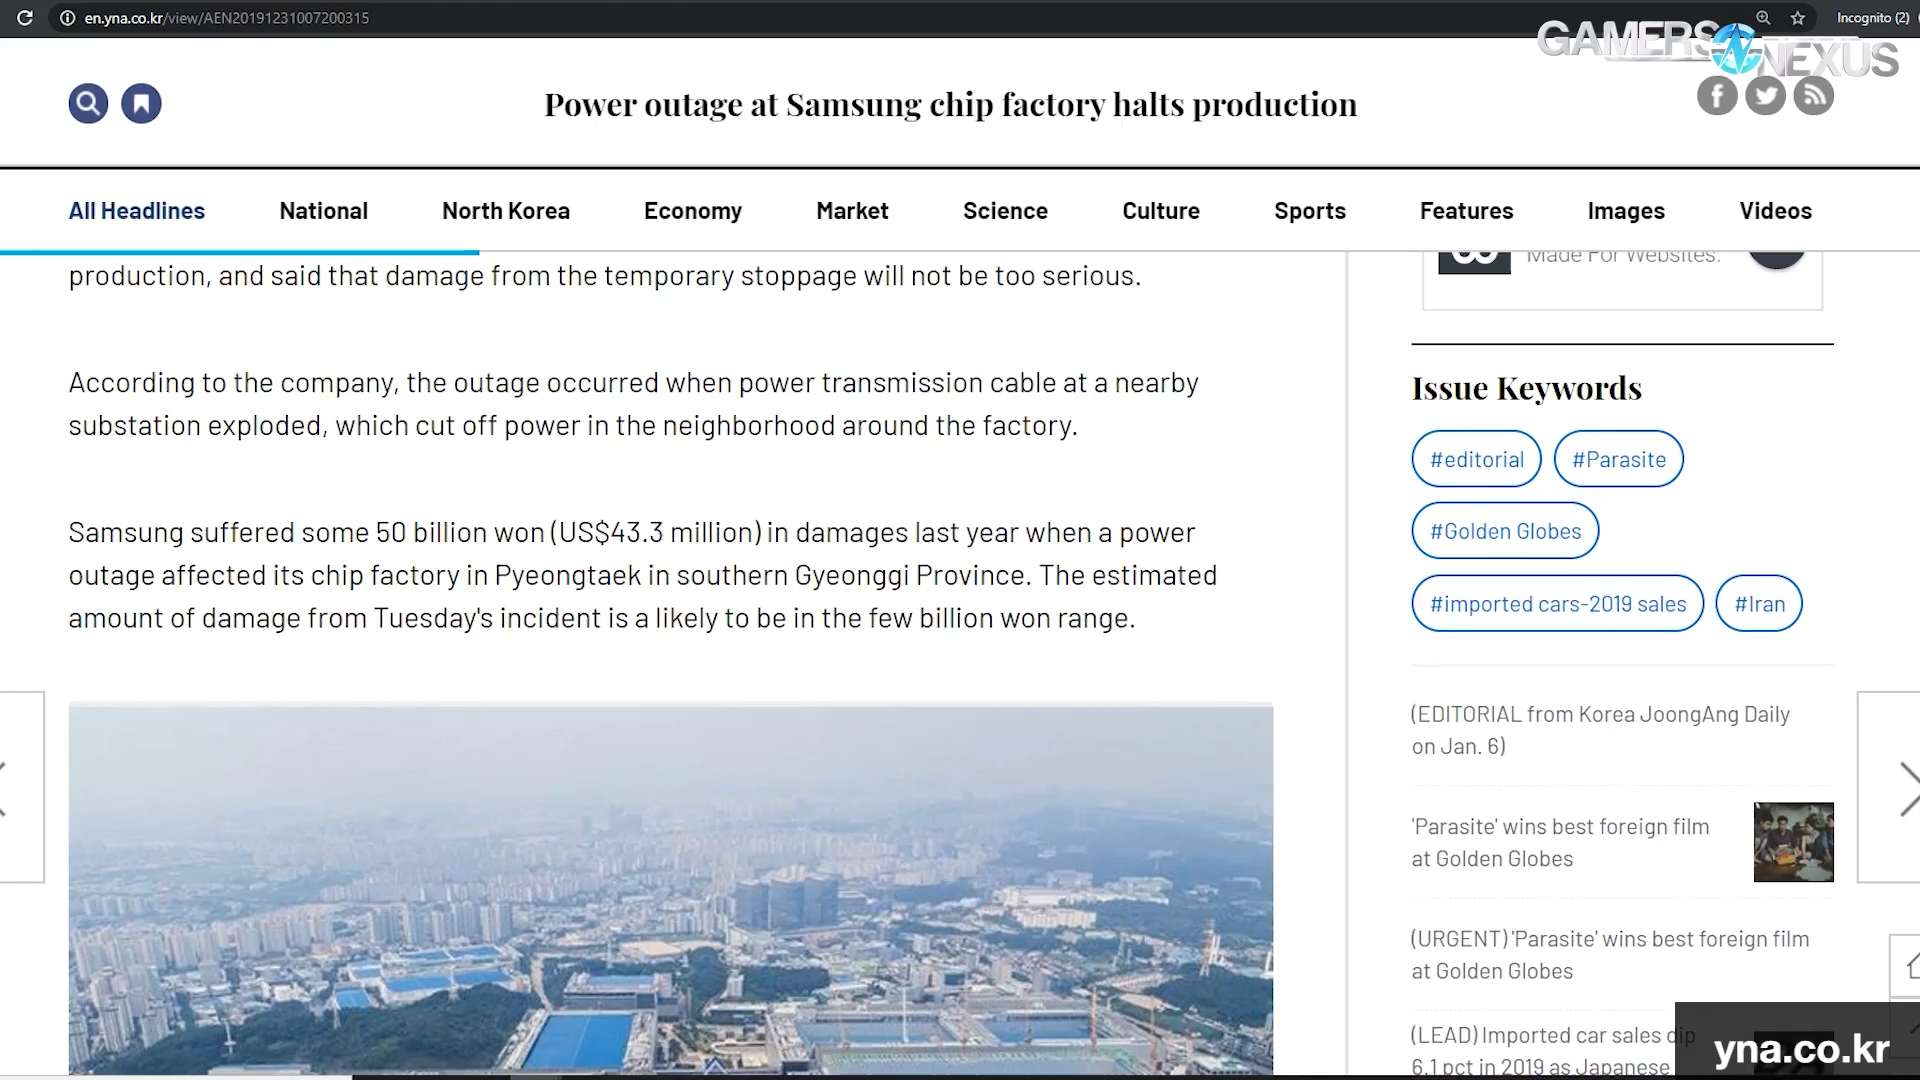 en.yna.co.kr/view/AEN20191231007200315
Incognito (2)
GAMERS NEXUS
Power outage at Samsung chip factory halts production
All Headlines
National
North Korea
Economy
Market
Science
Culture
Sports
Features
Images
Videos
production, and said that damage from the temporary stoppage will not be too serious.
According to the company, the outage occurred when power transmission cable at a nearby
substation exploded, which cut off power in the neighborhood around the factory.
Samsung suffered some 50 billion won (US$43.3 million) in damages last year when a power
outage affected its chip factory in Pyeongtaek in southern Gyeonggi Province. The estimated
amount of damage from Tuesday's incident is a likely to be in the few billion won range.
Made For Websites.
Issue Keywords
#editorial
#Parasite
#Golden Globes
#imported cars-2019 sales
#Iran
(EDITORIAL from Korea JoongAng Daily
on Jan. 6)
'Parasite' wins best foreign film
at Golden Globes
(URGENT) 'Parasite' wins best foreign film
at Golden Globes
(LEAD) Imported car sales dip
6.1 pct in 2019 as Japanese
yna.co.kr